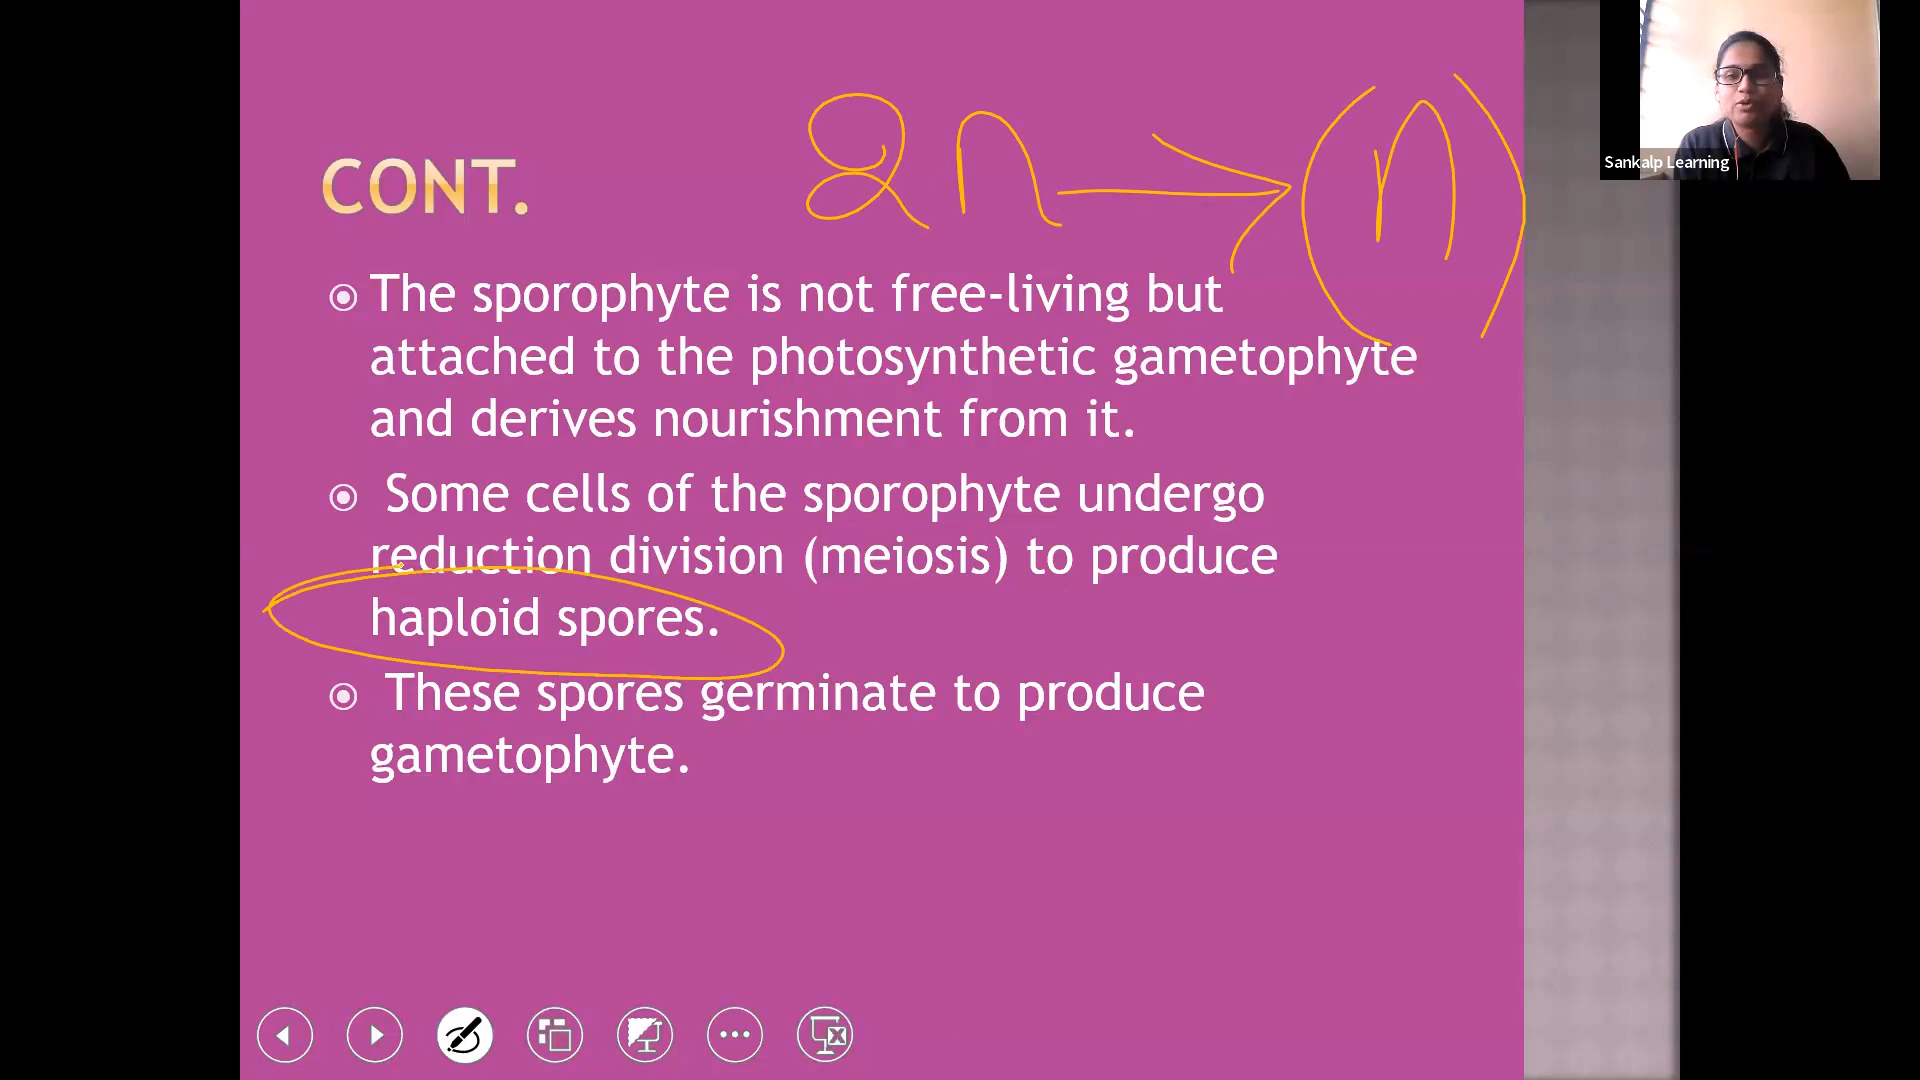 Sankalp Learning
2n → (n)
CONT.
The sporophyte is not free-living but
attached to the photosynthetic gametophyte
and derives nourishment from it.
Some cells of the sporophyte undergo
reduction division (meiosis) to produce
haploid spores.
These spores germinate to produce
gametophyte.